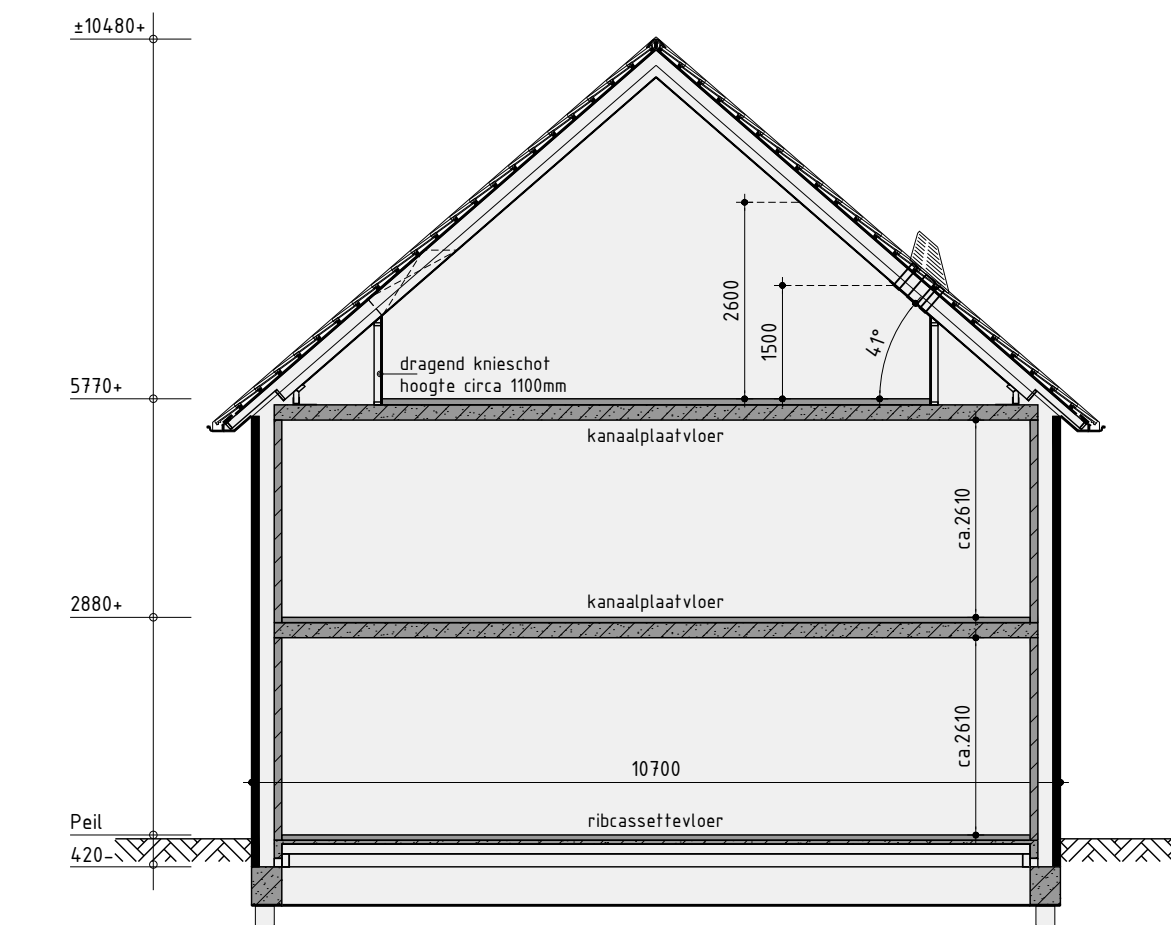 ±10480+
2600
1500
41°
dragend knieschot
hoogte circa 1100mm
5770+
kanaalplaatvloer
ca.2610
2880+
kanaalplaatvloer
ca.2610
10700
Peil
ribcassettevloer
420-